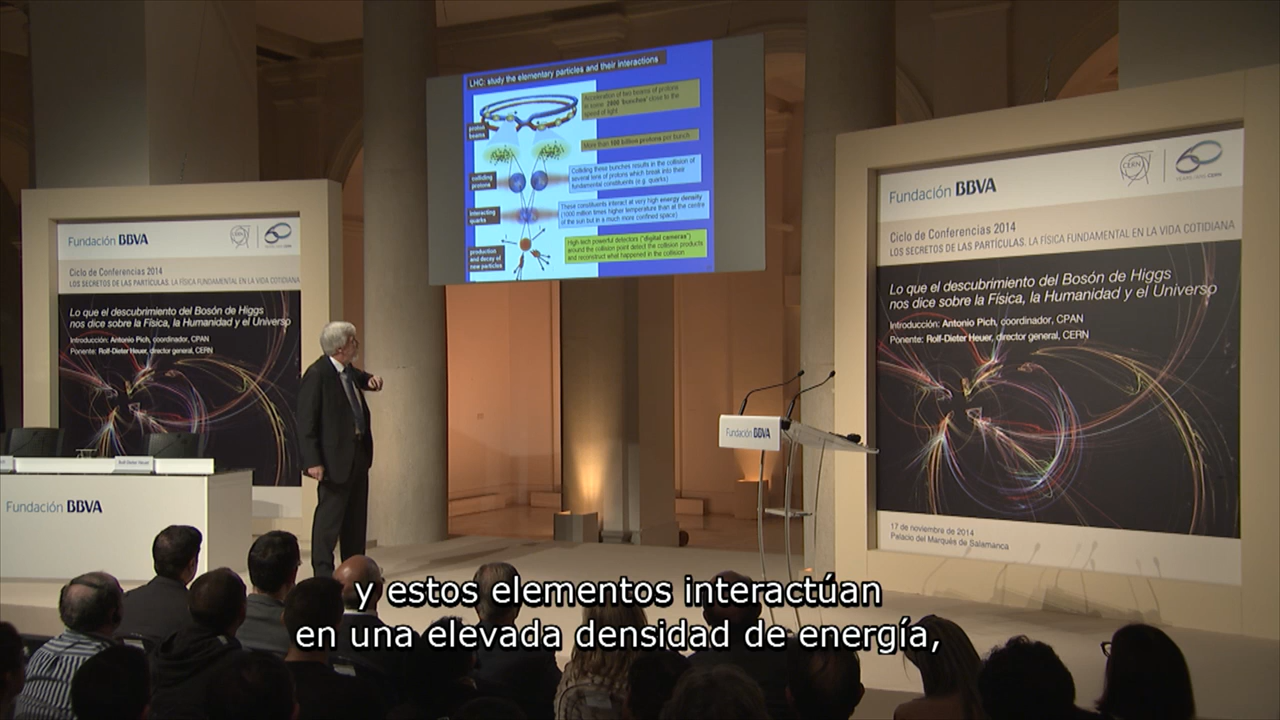 LHC: study the elementary particles and their interactions
proton
beams
Acceleration of two beams of protons
in some '2800 bunches' close to the
speed of light
More than 100 billion protons per bunch
colliding
protons
Colliding these bunches results in the collision of
several tens of protons which break into their
fundamental constituents (e.g. quarks)
interacting
quarks
These constituents interact at very high energy density
(1000 million times higher temperature than at the centre
of the sun but in a much more confined space)
production
and decay of
new particles
High-tech powerful detectors ("digital cameras")
around the collision point detect the collision products
and reconstruct what happened in the collision
Fundación BBVA
CERN
Ciclo de Conferencias 2014
LOS SECRETOS DE LAS PARTÍCULAS. LA FÍSICA FUNDAMENTAL EN LA VIDA COTIDIANA
Lo que el descubrimiento del Bosón de Higgs
nos dice sobre la Física, la Humanidad y el Universo
Introducción: Antonio Pich, coordinador, CPAN
Ponente: Rolf-Dieter Heuer, director general, CERN
Rolf-Dieter Heuer
Fundación BBVA
Fundación BBVA
Fundación BBVA
CERN
Ciclo de Conferencias 2014
LOS SECRETOS DE LAS PARTÍCULAS. LA FÍSICA FUNDAMENTAL EN LA VIDA COTIDIANA
Lo que el descubrimiento del Bosón de Higgs
nos dice sobre la Física, la Humanidad y el Universo
Introducción: Antonio Pich, coordinador, CPAN
Ponente: Rolf-Dieter Heuer, director general, CERN
17 de noviembre de 2014
Palacio del Marqués de Salamanca
y estos elementos interactúan
en una elevada densidad de energía,